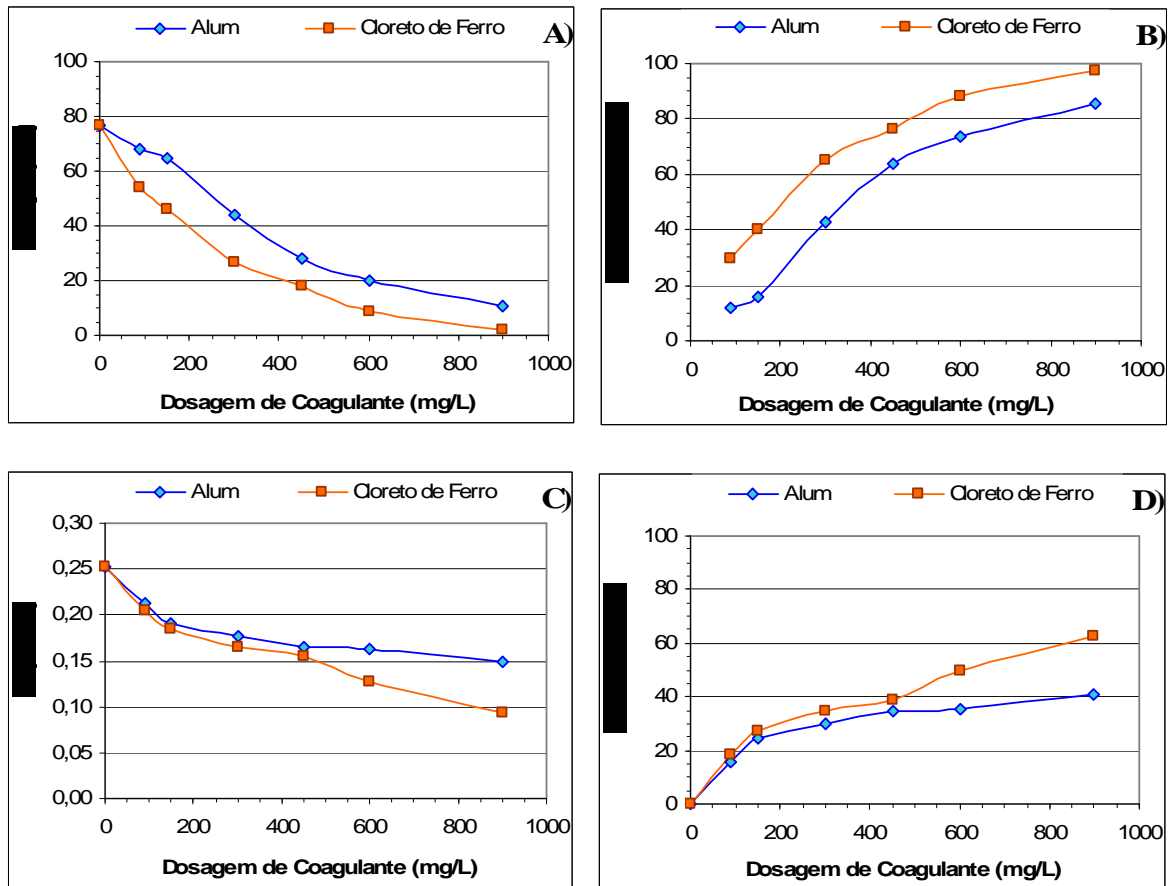 Alum Cloreto de Ferro A)
100
80
60
40
20
0
0 200 400 600 800 1000
Dosagem de Coagulante (mg/L)
Alum Cloreto de Ferro B)
100
80
60
40
20
0
0 200 400 600 800 1000
Dosagem de Coagulante (mg/L)
Alum Cloreto de Ferro C)
0,30
0,25
0,20
0,15
0,10
0,05
0,00
0 200 400 600 800 1000
Dosagem de Coagulante (mg/L)
Alum Cloreto de Ferro D)
100
80
60
40
20
0
0 200 400 600 800 1000
Dosagem de Coagulante (mg/L)